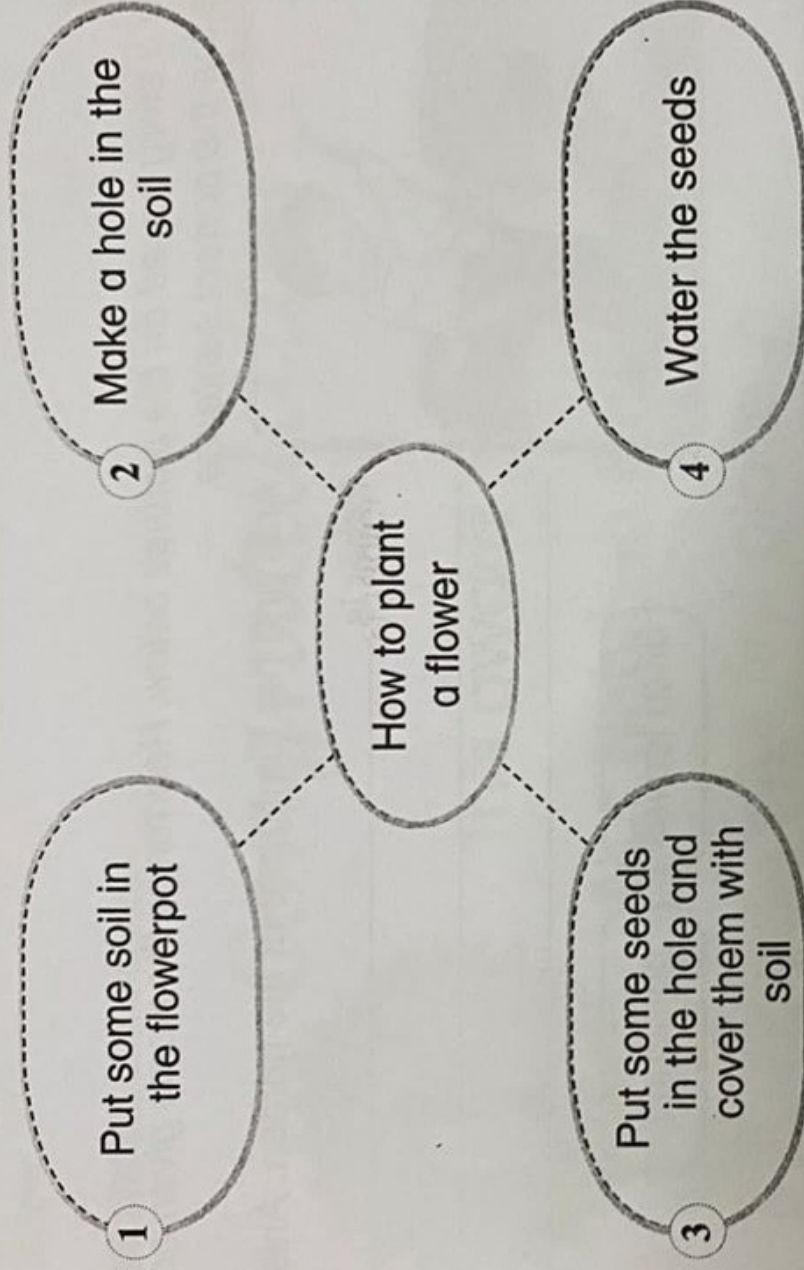 1
Put some soil in
the flowerpot
2
Make a hole in the
soil
How to plant
a flower
3
Put some seeds
in the hole and
cover them with
soil
4
Water the seeds